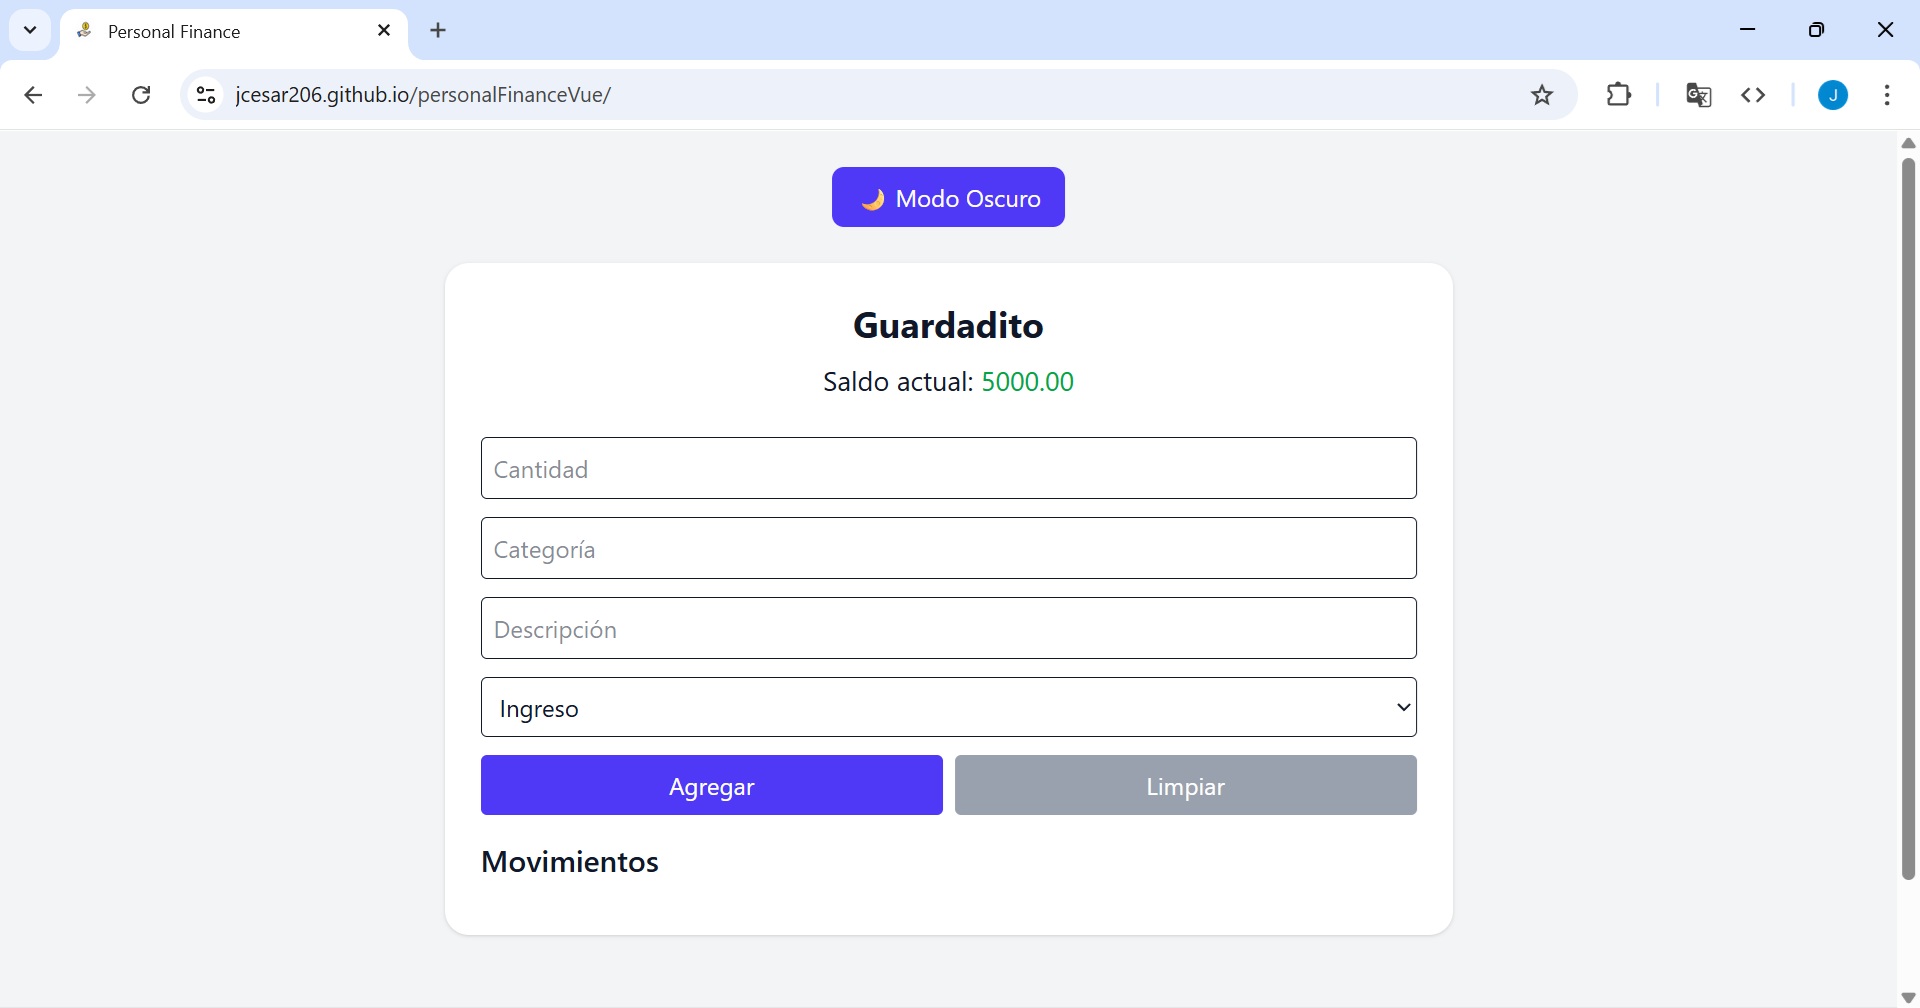 Personal Finance
jcesar206.github.io/personalFinanceVue/
J
🌙 Modo Oscuro
Guardadito
Saldo actual: 5000.00
Cantidad
Categoría
Descripción
Ingreso
Agregar Limpiar
Movimientos